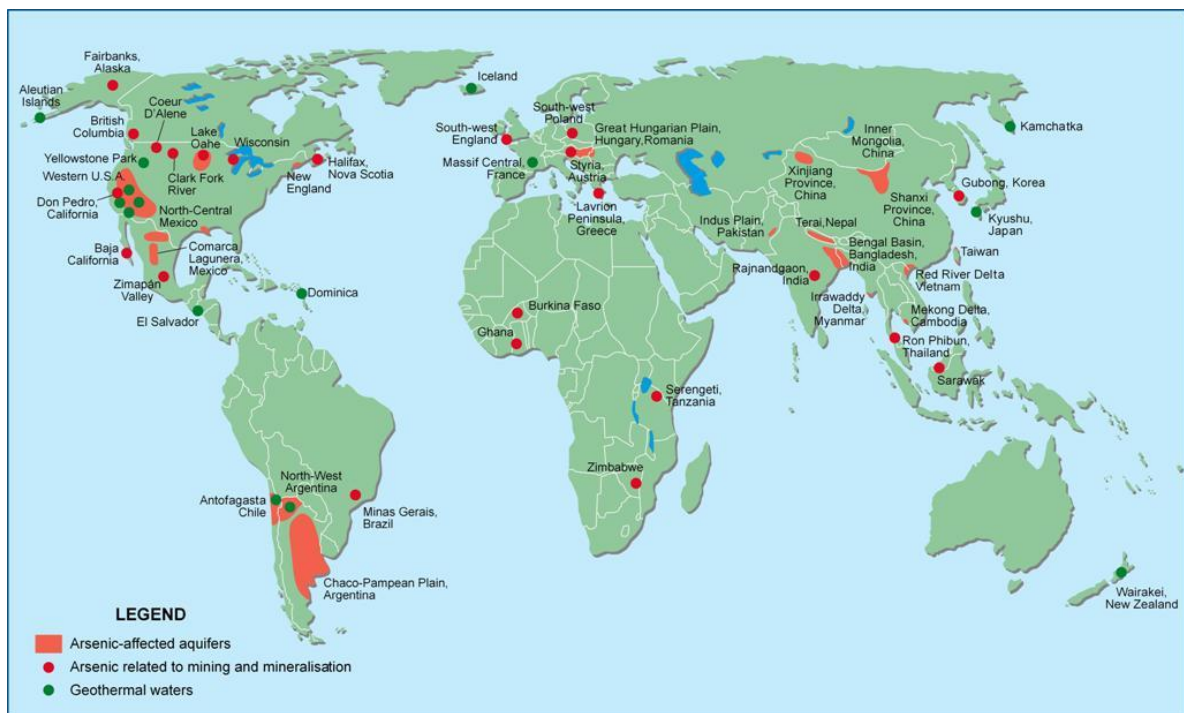 Fairbanks,
Alaska
Aleutian
Islands
Coeur
D'Alene
British
Columbia
Lake
Oahe
Wisconsin
Yellowstone Park
Western U.S.A.
Clark Fork
River
New
England
Halifax,
Nova Scotia
Don Pedro,
California
North-Central
Mexico
Baja
California
Comarca
Lagunera,
Mexico
Zimapán
Valley
El Salvador
Dominica
Iceland
South-west
Poland
South-west
England
Great Hungarian Plain,
Hungary,Romania
Massif Central,
France
Styria,
Austria
Lavrion
Peninsula,
Greece
Inner
Mongolia,
China
Kamchatka
Xinjiang
Province,
China
Shanxi
Province,
China
Gubong, Korea
Kyushu,
Japan
Indus Plain,
Pakistan
Terai,Nepal
Bengal Basin,
Bangladesh,
India
Taiwan
Rajnandgaon,
India
Red River Delta
Vietnam
Irrawaddy
Delta,
Myanmar
Mekong Delta,
Cambodia
Ron Phibun,
Thailand
Sarawak
Burkina Faso
Ghana
Serengeti,
Tanzania
Zimbabwe
North-West
Argentina
Antofagasta
Chile
Minas Gerais,
Brazil
Chaco-Pampean Plain,
Argentina
Wairakei,
New Zealand
LEGEND
Arsenic-affected aquifers
Arsenic related to mining and mineralisation
Geothermal waters